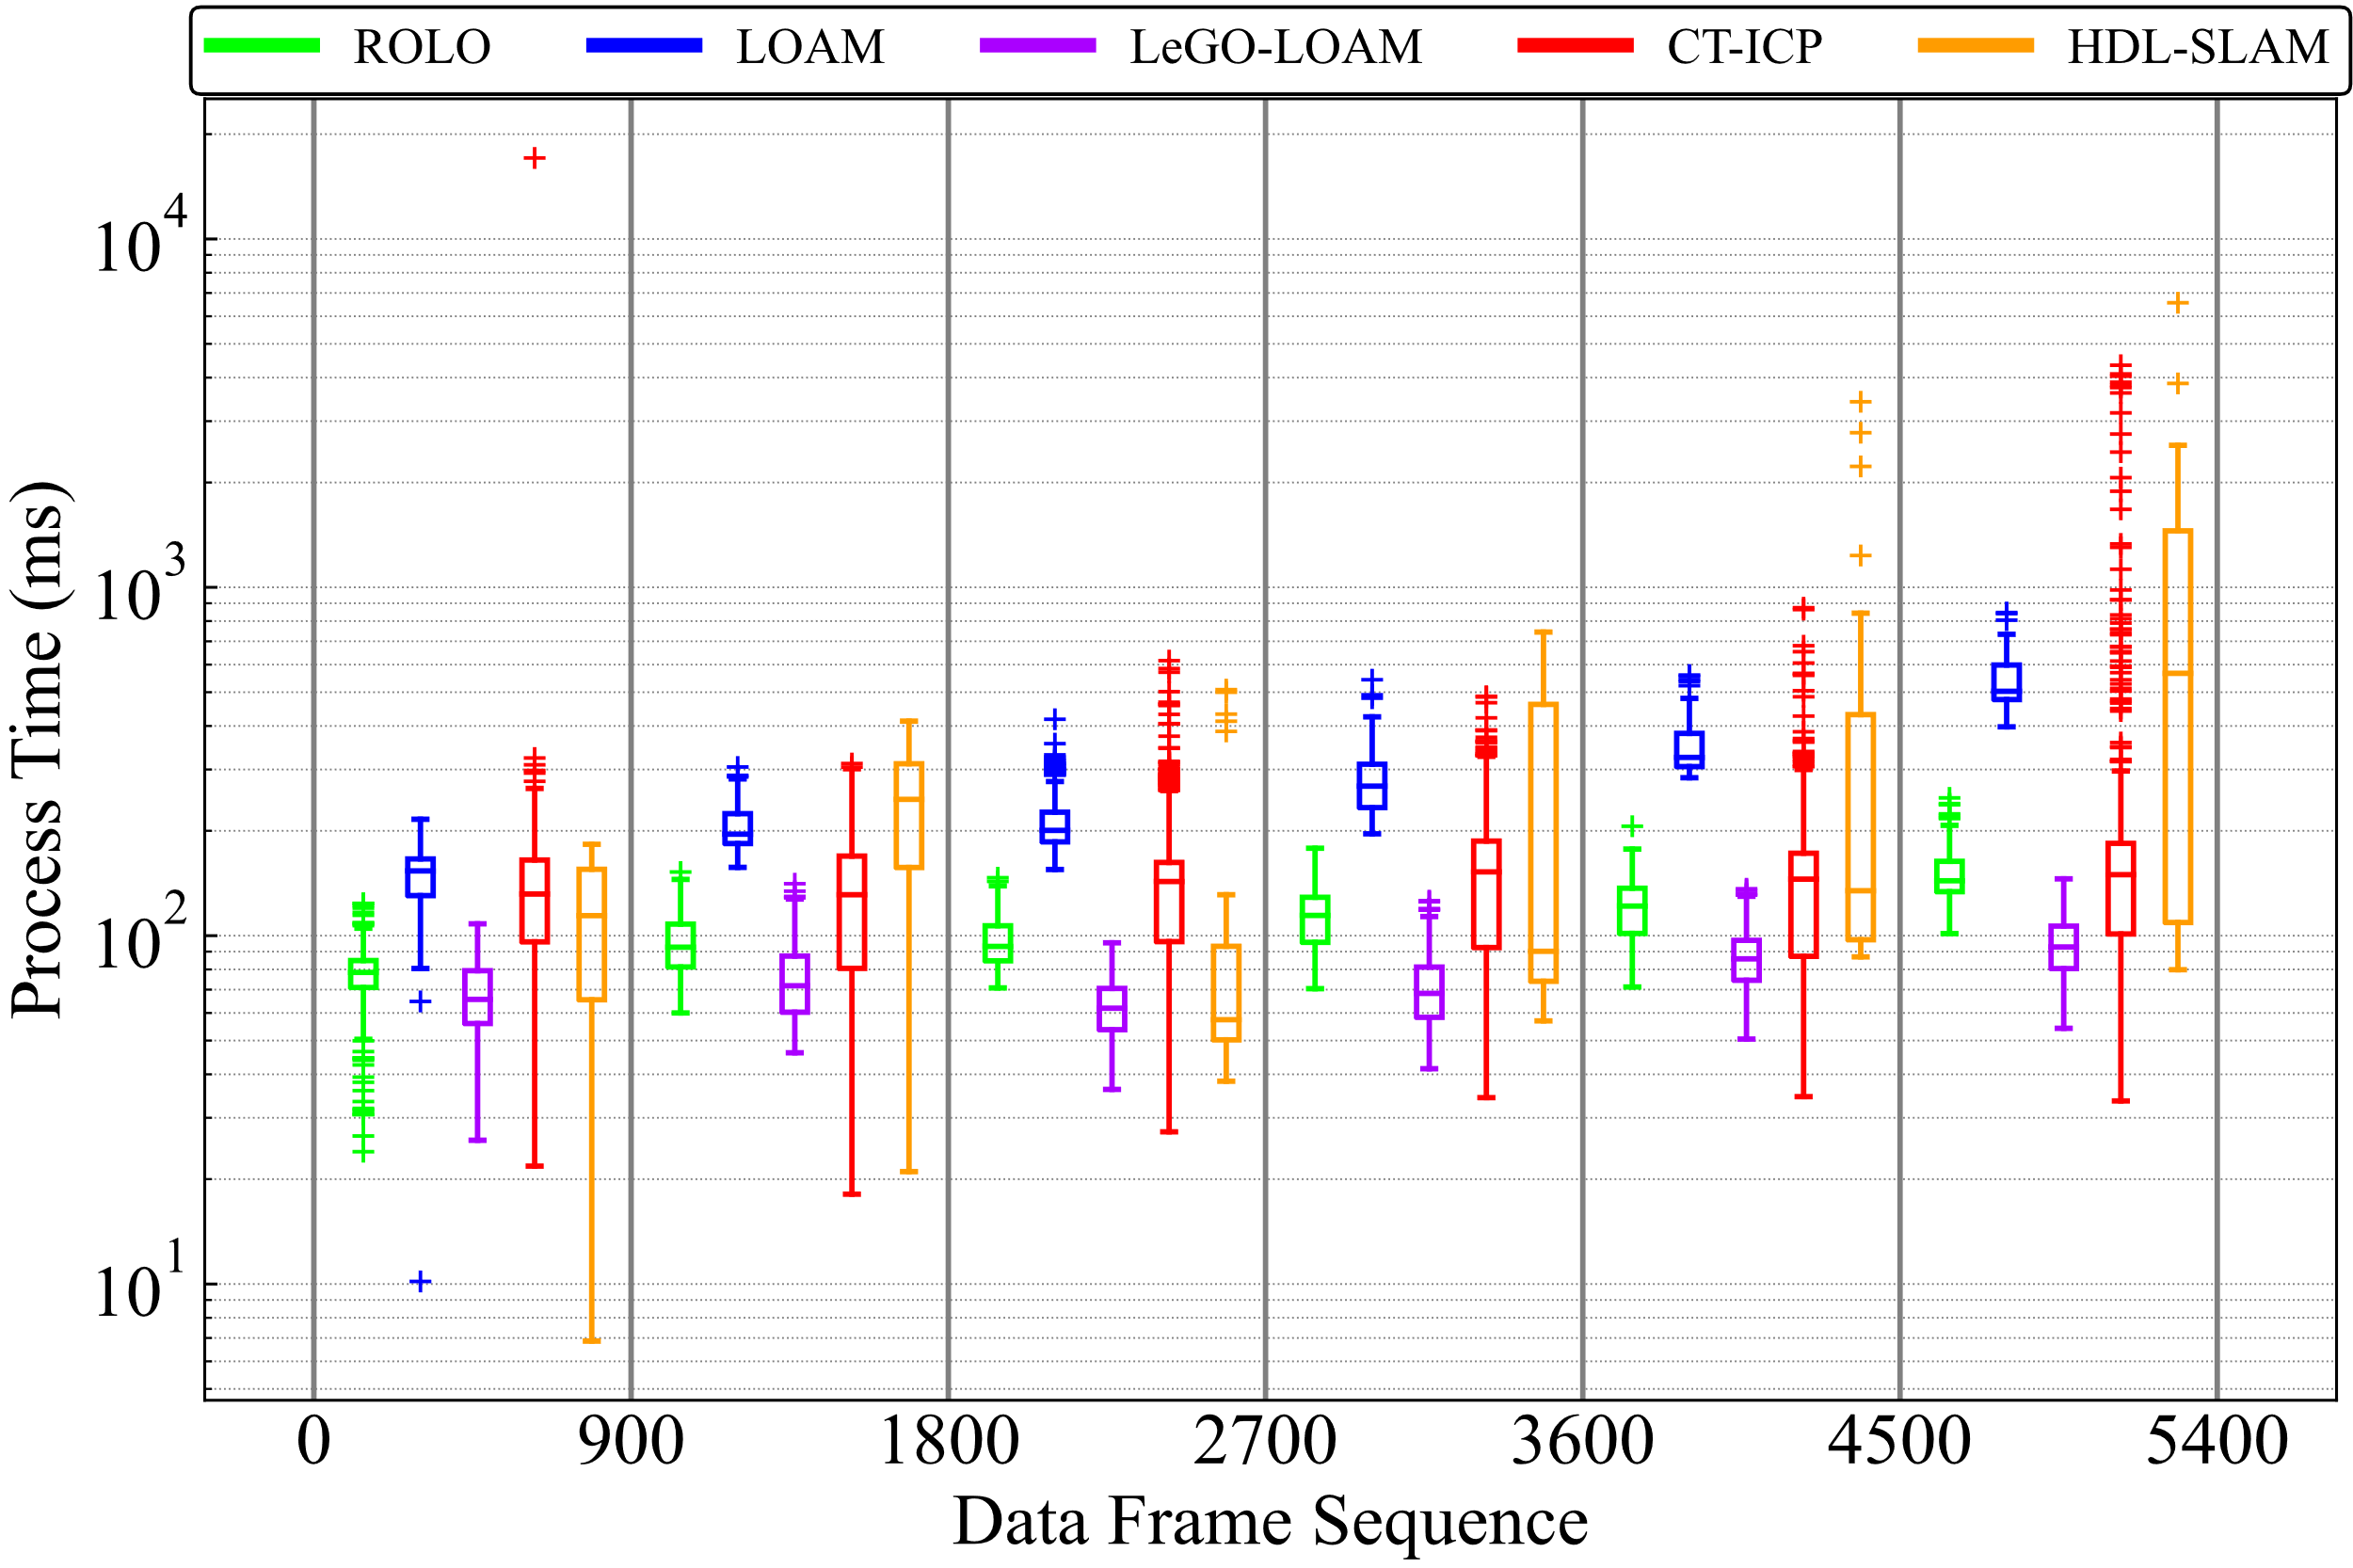 ROLO LOAM LeGO-LOAM CT-ICP HDL-SLAM
Process Time (ms)
10^4
10^3
10^2
10^1
0 900 1800 2700 3600 4500 5400
Data Frame Sequence